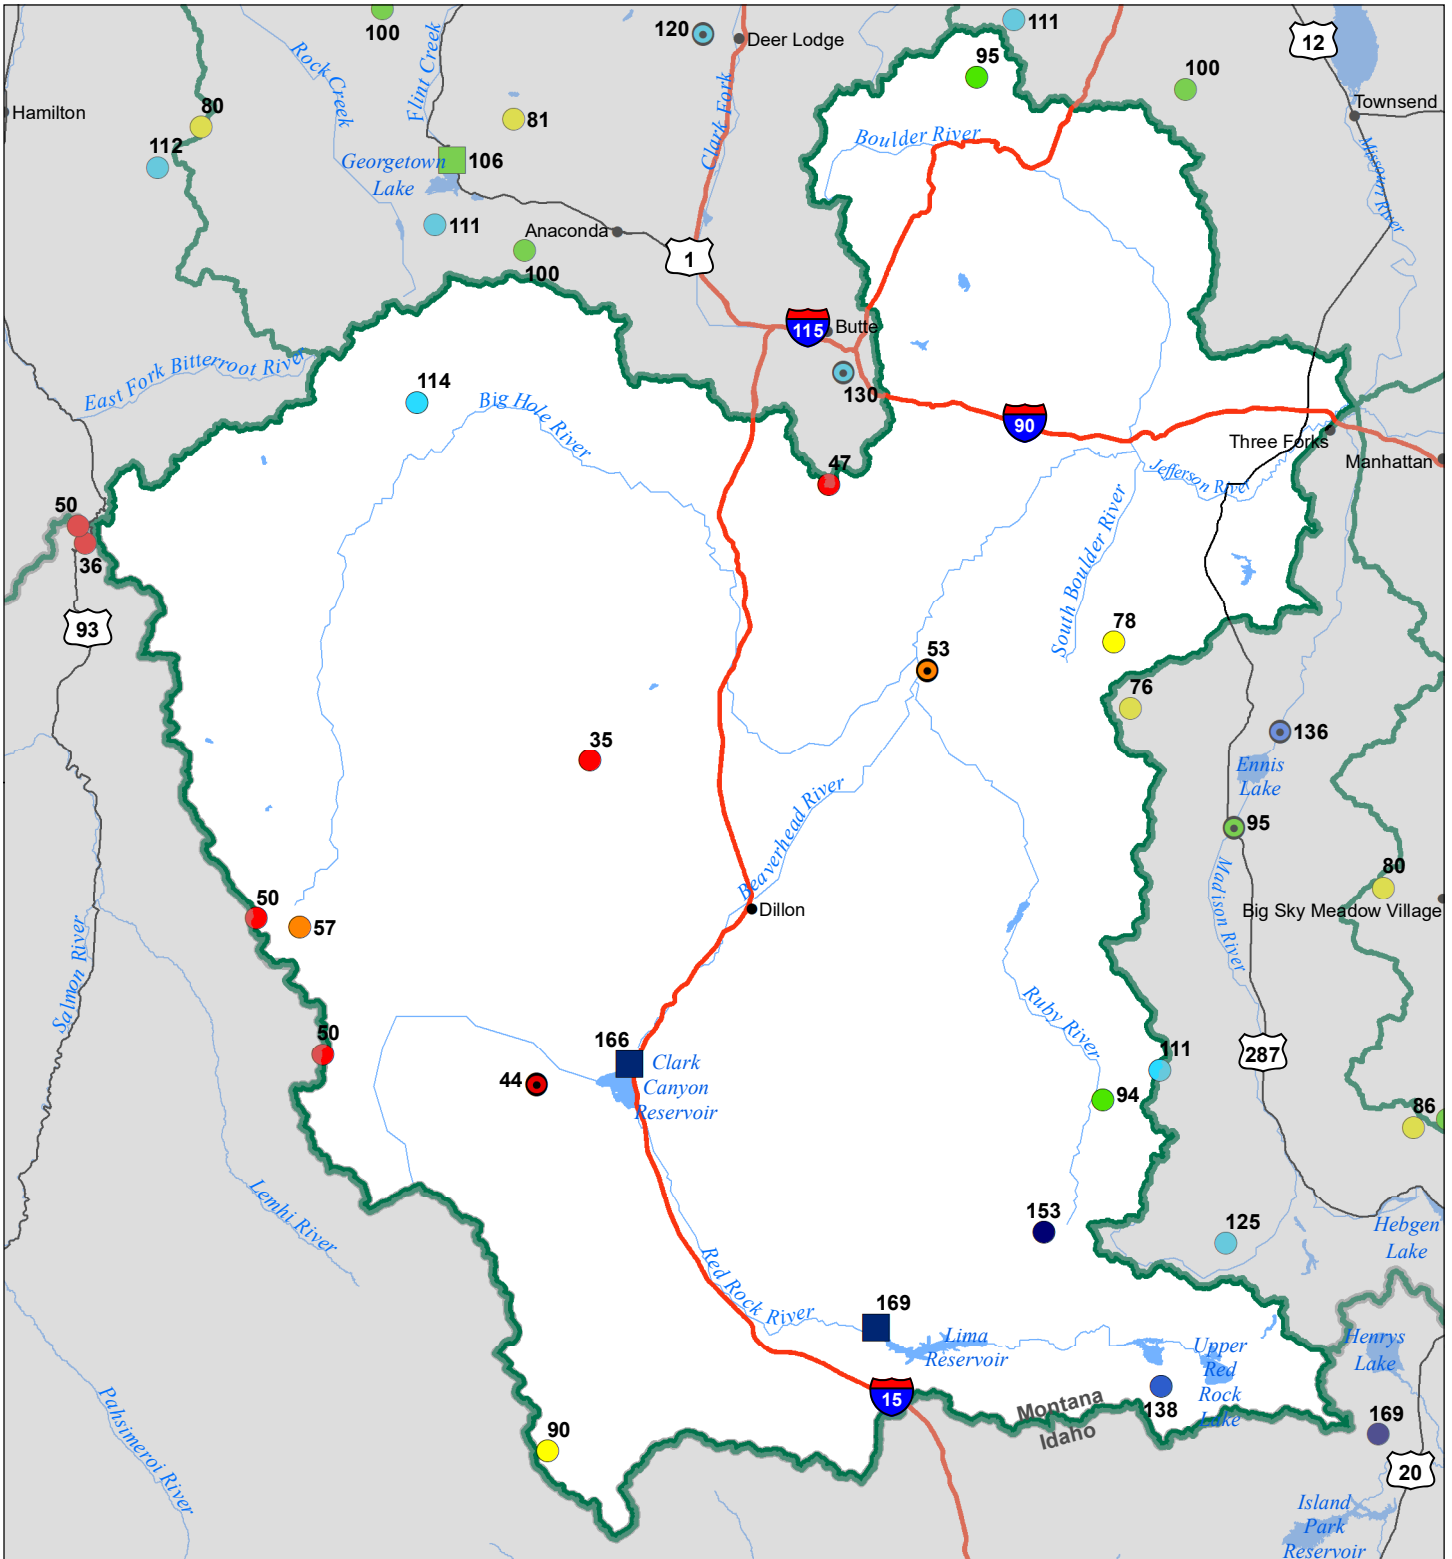 100
120
Deer Lodge
111
12
95
100
Rock Creek
Flint Creek
Clark Fork
Hamilton
80
81
Townsend
112
106
Georgetown
Lake
Boulder River
Missouri River
111
Anaconda
100
1
115
Butte
130
East Fork Bitterroot River
114
Big Hole River
90
Three Forks
Manhattan
47
Jefferson River
50
36
South Boulder River
93
78
53
76
136
35
Ennis
Lake
Beaverhead River
95
Madison River
80
Big Sky Meadow Village
50
57
Dillon
Salmon River
Ruby River
50
166
Clark
Canyon
Reservoir
44
111
287
94
86
Lemhi River
153
125
Hebgen
Lake
Red Rock River
169
Lima
Reservoir
Upper
Red
Rock
Lake
Henrys
Lake
138
15
Montana
Idaho
169
90
20
Pahsimeroi River
Island
Park
Reservoir